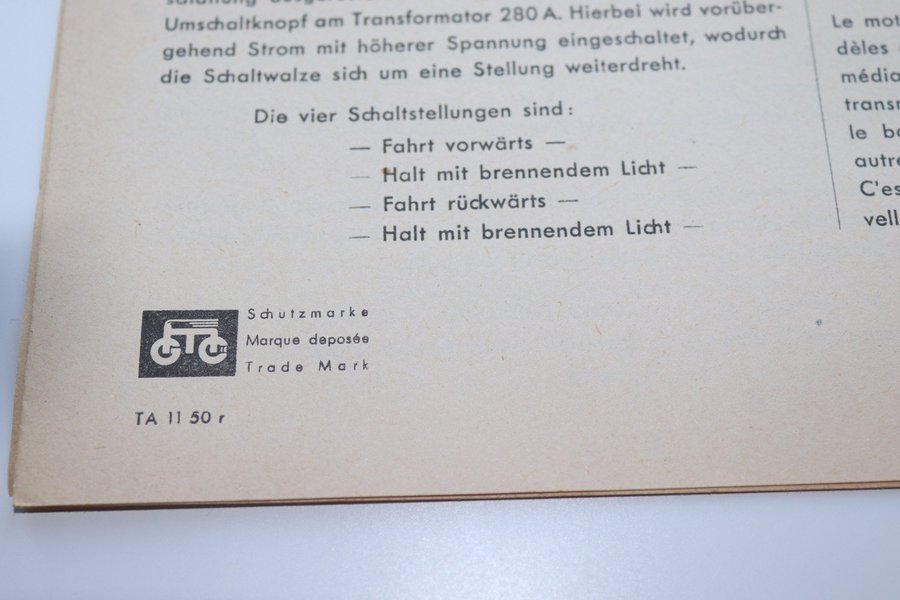 Umschaltknopf am Transformator 280 A. Hierbei wird vorüber-
gehend Strom mit höherer Spannung eingeschaltet, wodurch
die Schaltwalze sich um eine Stellung weiterdreht.
Die vier Schaltstellungen sind:
— Fahrt vorwärts —
— Halt mit brennendem Licht —
— Fahrt rückwärts —
— Halt mit brennendem Licht —
Schutzmarke
Marque deposée
Trade Mark
TA 11 50 r
Le mot
dèles
média
trans
le b
autre
C'es
vell